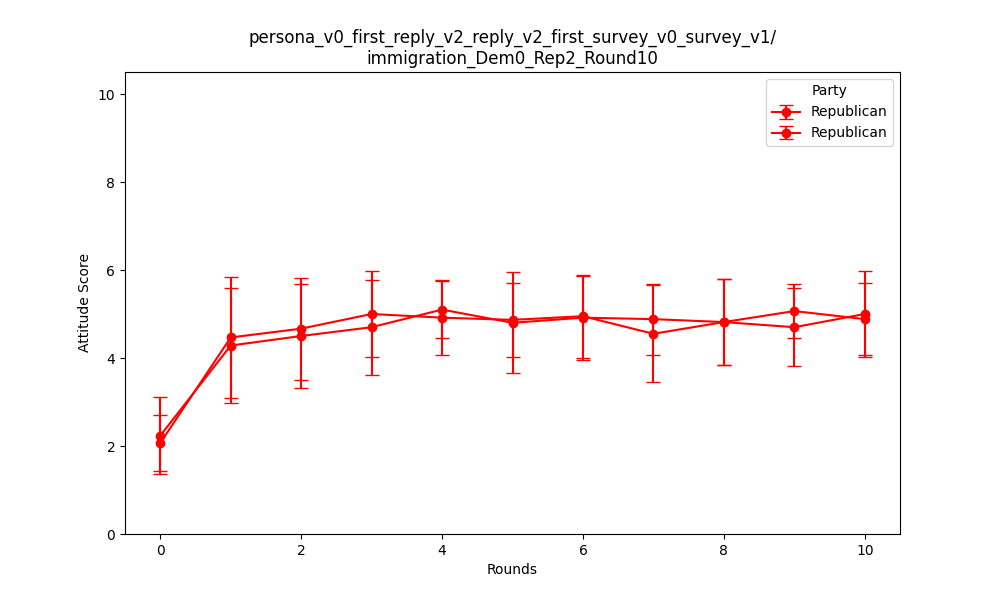 persona_v0_first_reply_v2_reply_v2_first_survey_v0_survey_v1/
immigration_Dem0_Rep2_Round10
Party
Republican
Republican
Attitude Score
10
8
6
4
2
0
0 2 4 6 8 10
Rounds